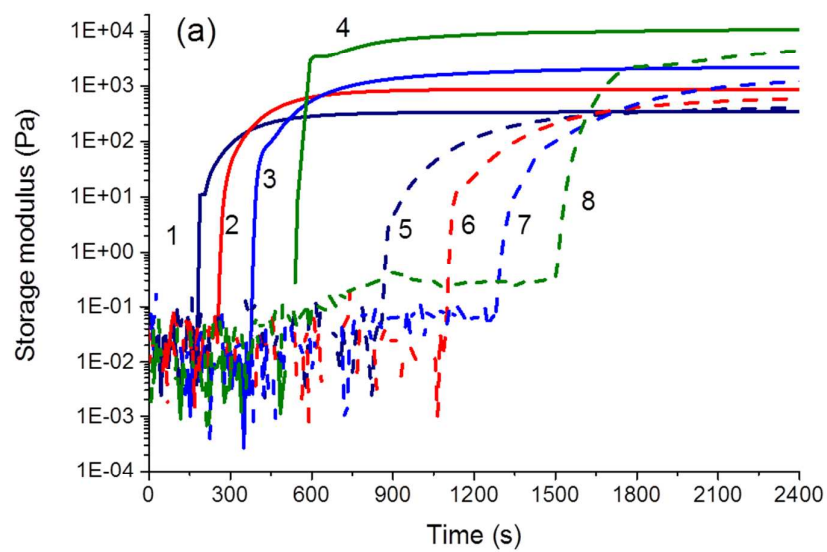 (a)
Storage modulus (Pa)
1E+04
1E+03
1E+02
1E+01
1E+00
1E-01
1E-02
1E-03
1E-04
1
2
3
4
5
6
7
8
0 300 600 900 1200 1500 1800 2100 2400
Time (s)